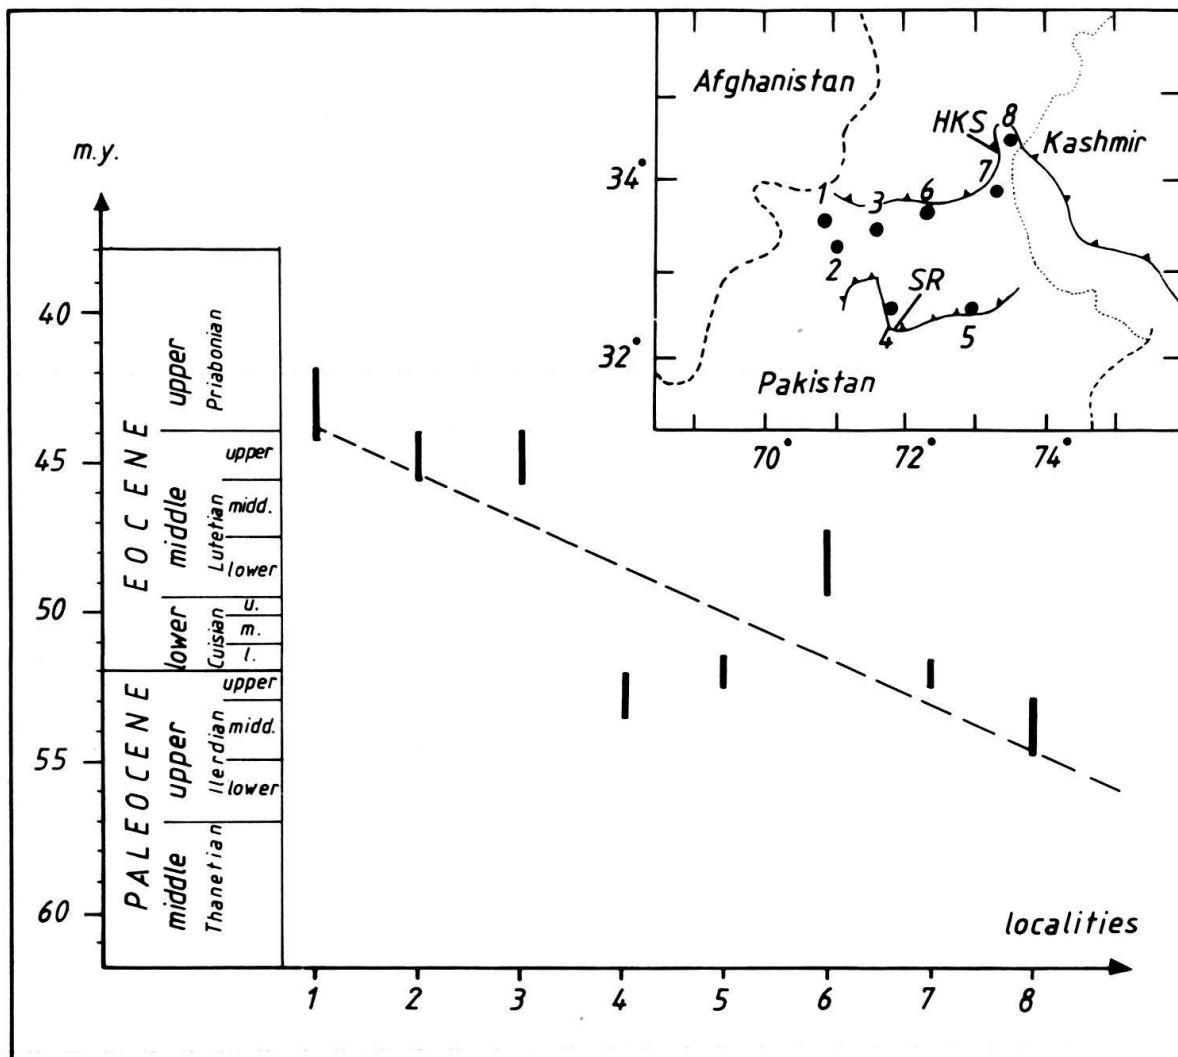 m.y.
40
45
50
55
60
EOCENE
PALEOCENE
upper
middle
lower
upper
middle
Priabonian
Lutetian
Cuisian
Ilerdian
Thanetian
upper
midd.
lower
u.
m.
l.
upper
midd.
lower
1 2 3 4 5 6 7 8
localities
Afghanistan
HKS
8
Kashmir
34°
7
1
3
6
2
SR
4
5
32°
Pakistan
70° 72° 74°